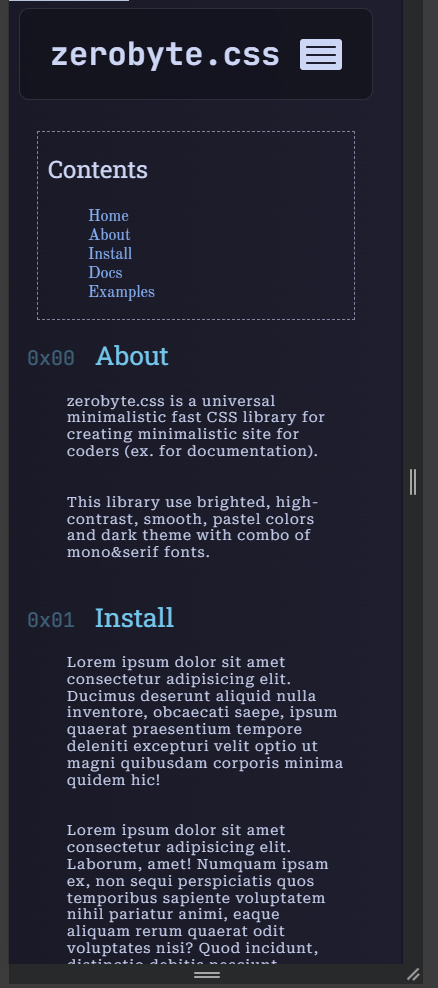 zerobyte.css
Contents
Home
About
Install
Docs
Examples
0x00 About
zerobyte.css is a universal
minimalistic fast CSS library for
creating minimalistic site for
coders (ex. for documentation).
This library use brighted, high-
contrast, smooth, pastel colors
and dark theme with combo of
mono&serif fonts.
0x01 Install
Lorem ipsum dolor sit amet
consectetur adipisicing elit.
Ducimus deserunt aliquid nulla
inventore, obcaecati saepe, ipsum
quaerat praesentium tempore
deleniti excepturi velit optio ut
magni quibusdam corporis minima
quidem hic!
Lorem ipsum dolor sit amet
consectetur adipisicing elit.
Laborum, amet! Numquam ipsam
ex, non sequi perspiciatis quos
temporibus sapiente voluptatem
nihil pariatur animi, eaque
aliquam rerum quaerat odit
voluptates nisi? Quod incidunt,